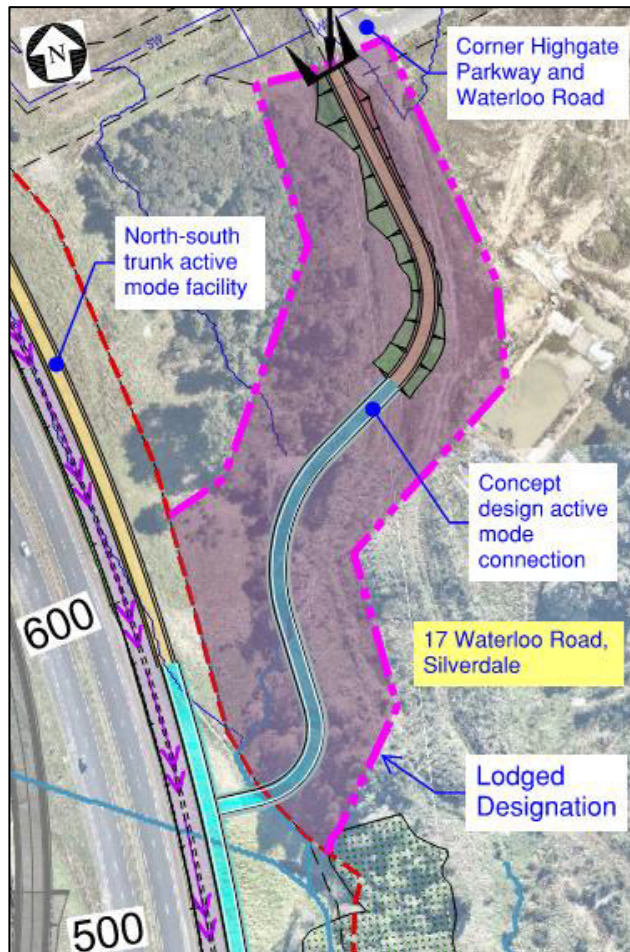 N
SW
Corner Highgate
Parkway and
Waterloo Road
North-south
trunk active
mode facility
Concept
design active
mode
connection
600
17 Waterloo Road,
Silverdale
Lodged
Designation
500